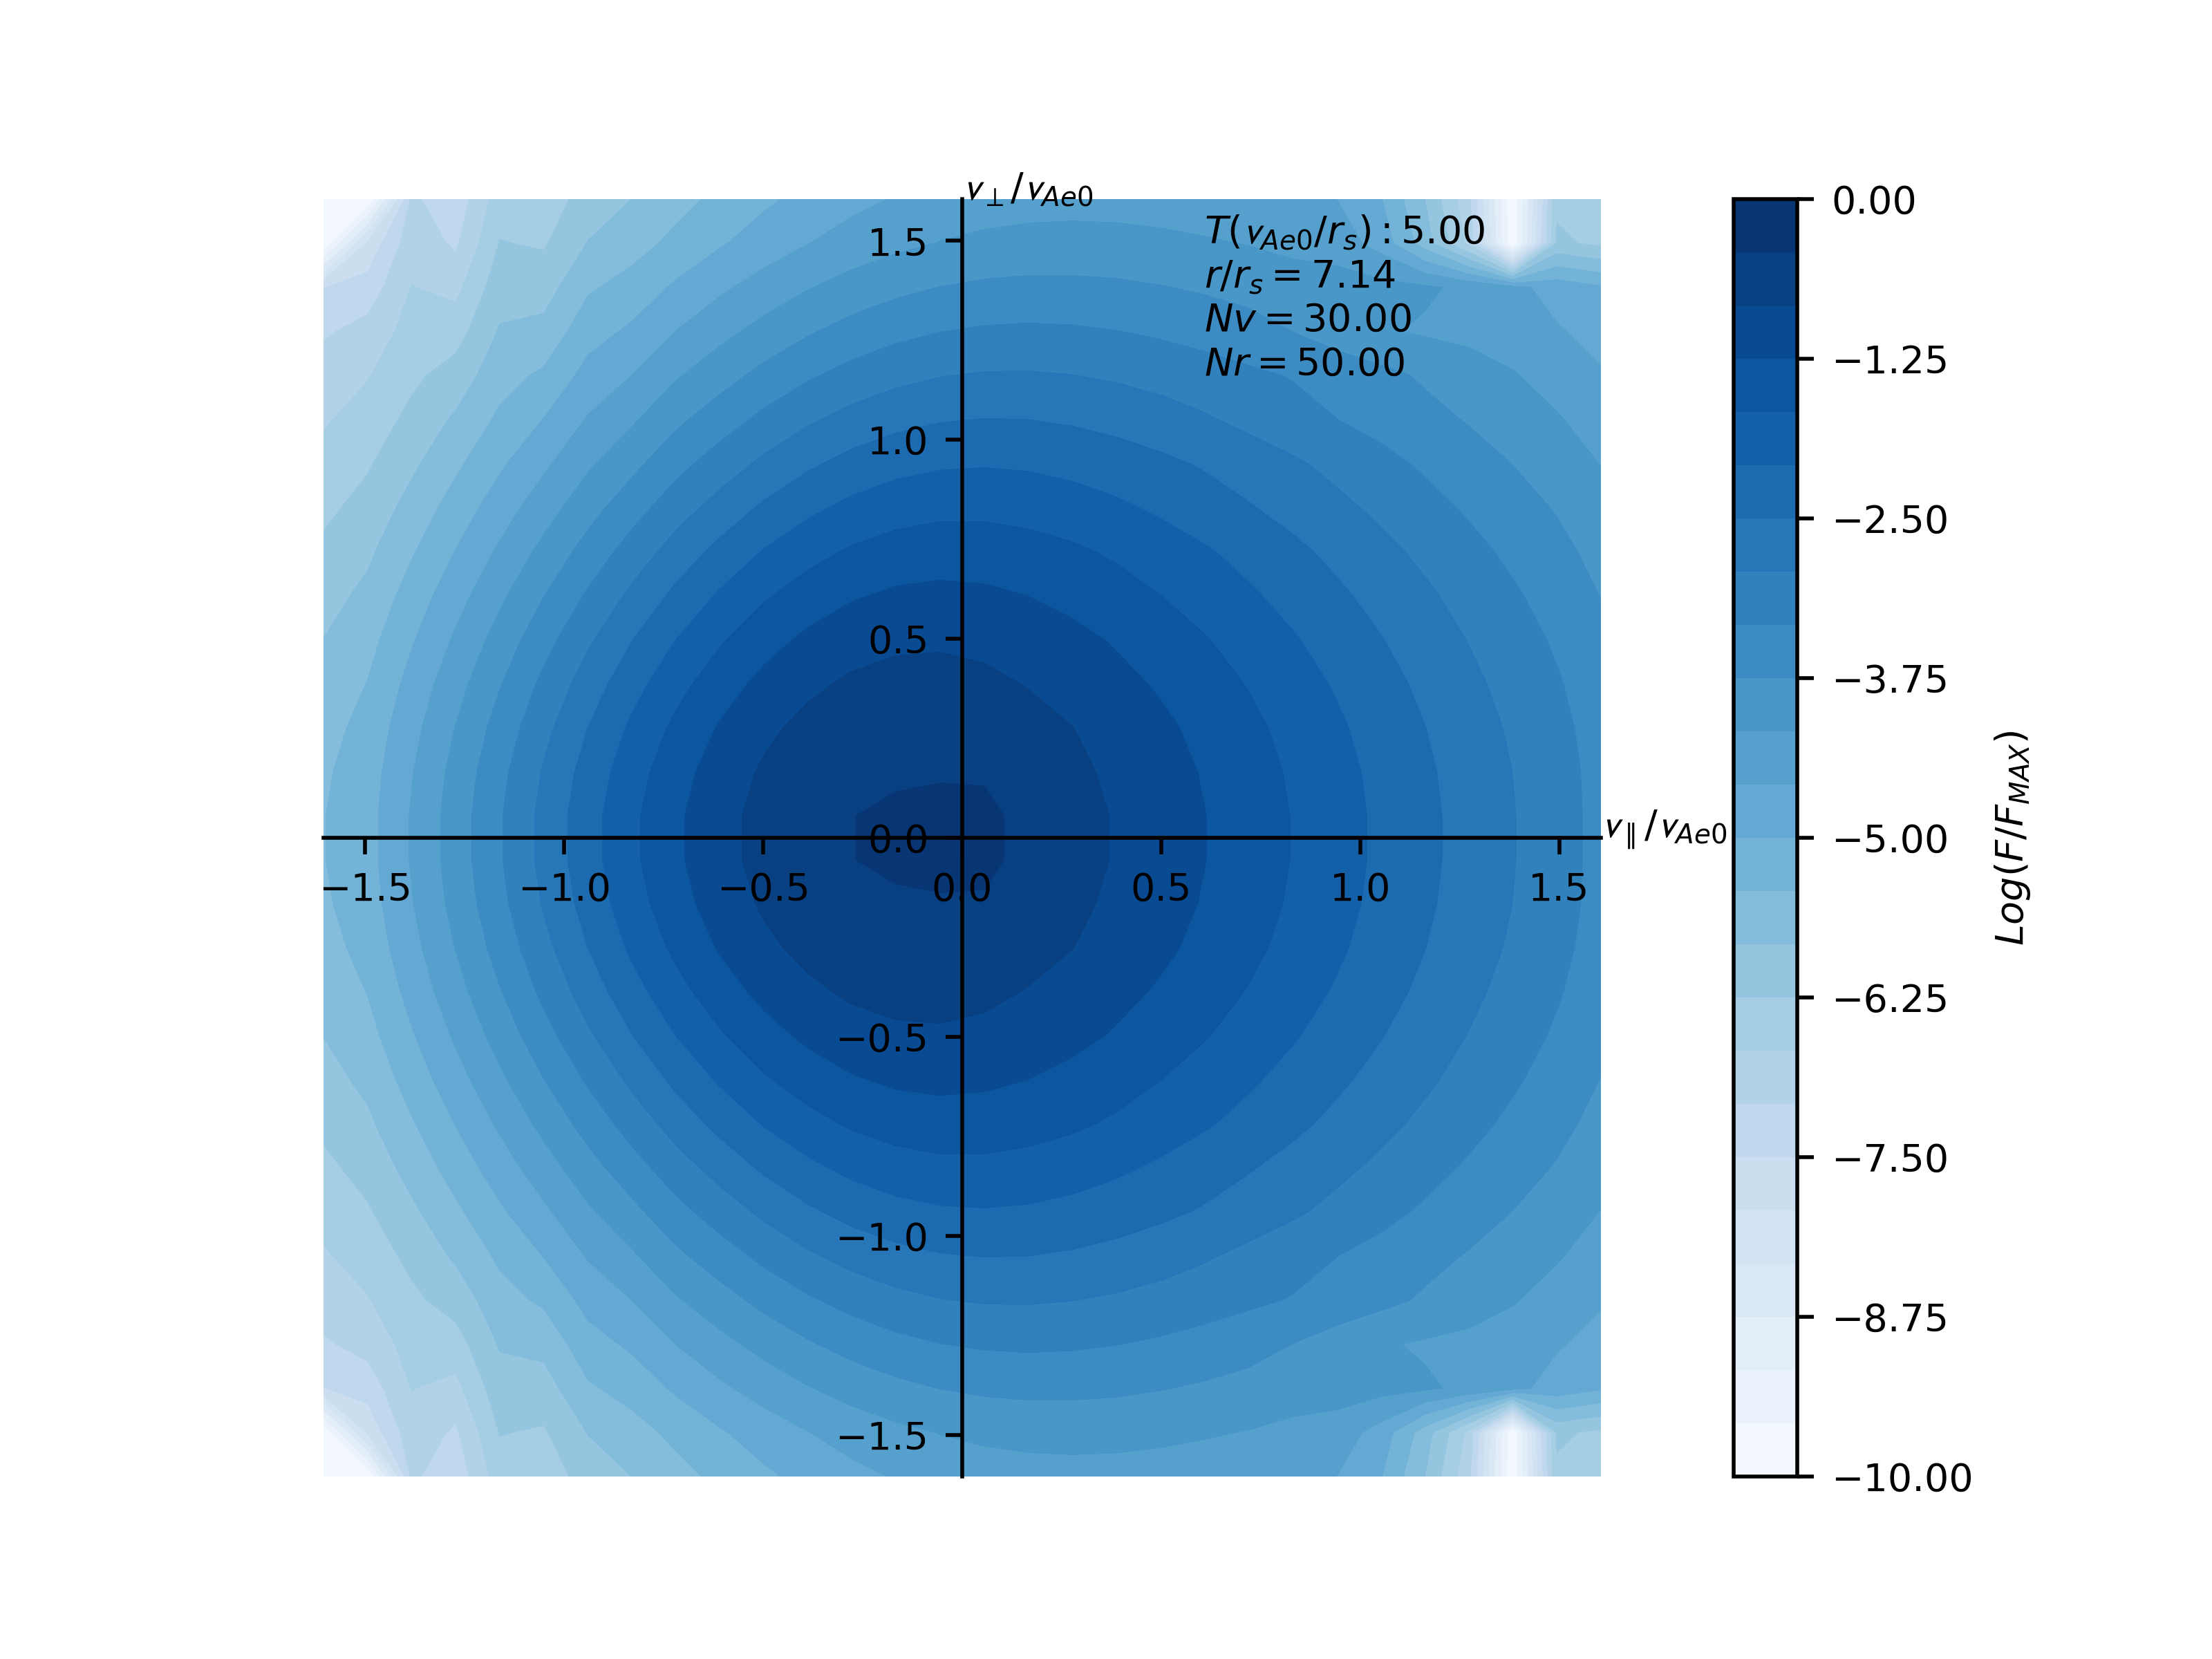 v⊥/vAe0
T(vAe0/rs) : 5.00
r/rs = 7.14
Nv = 30.00
Nr = 50.00
1.5
1.0
0.5
0.0
−0.5
−1.0
−1.5
−1.5 −1.0 −0.5 0.0 0.5 1.0 1.5
v∥/vAe0
0.00
−1.25
−2.50
−3.75
−5.00
−6.25
−7.50
−8.75
−10.00
Log(F/FMAX)